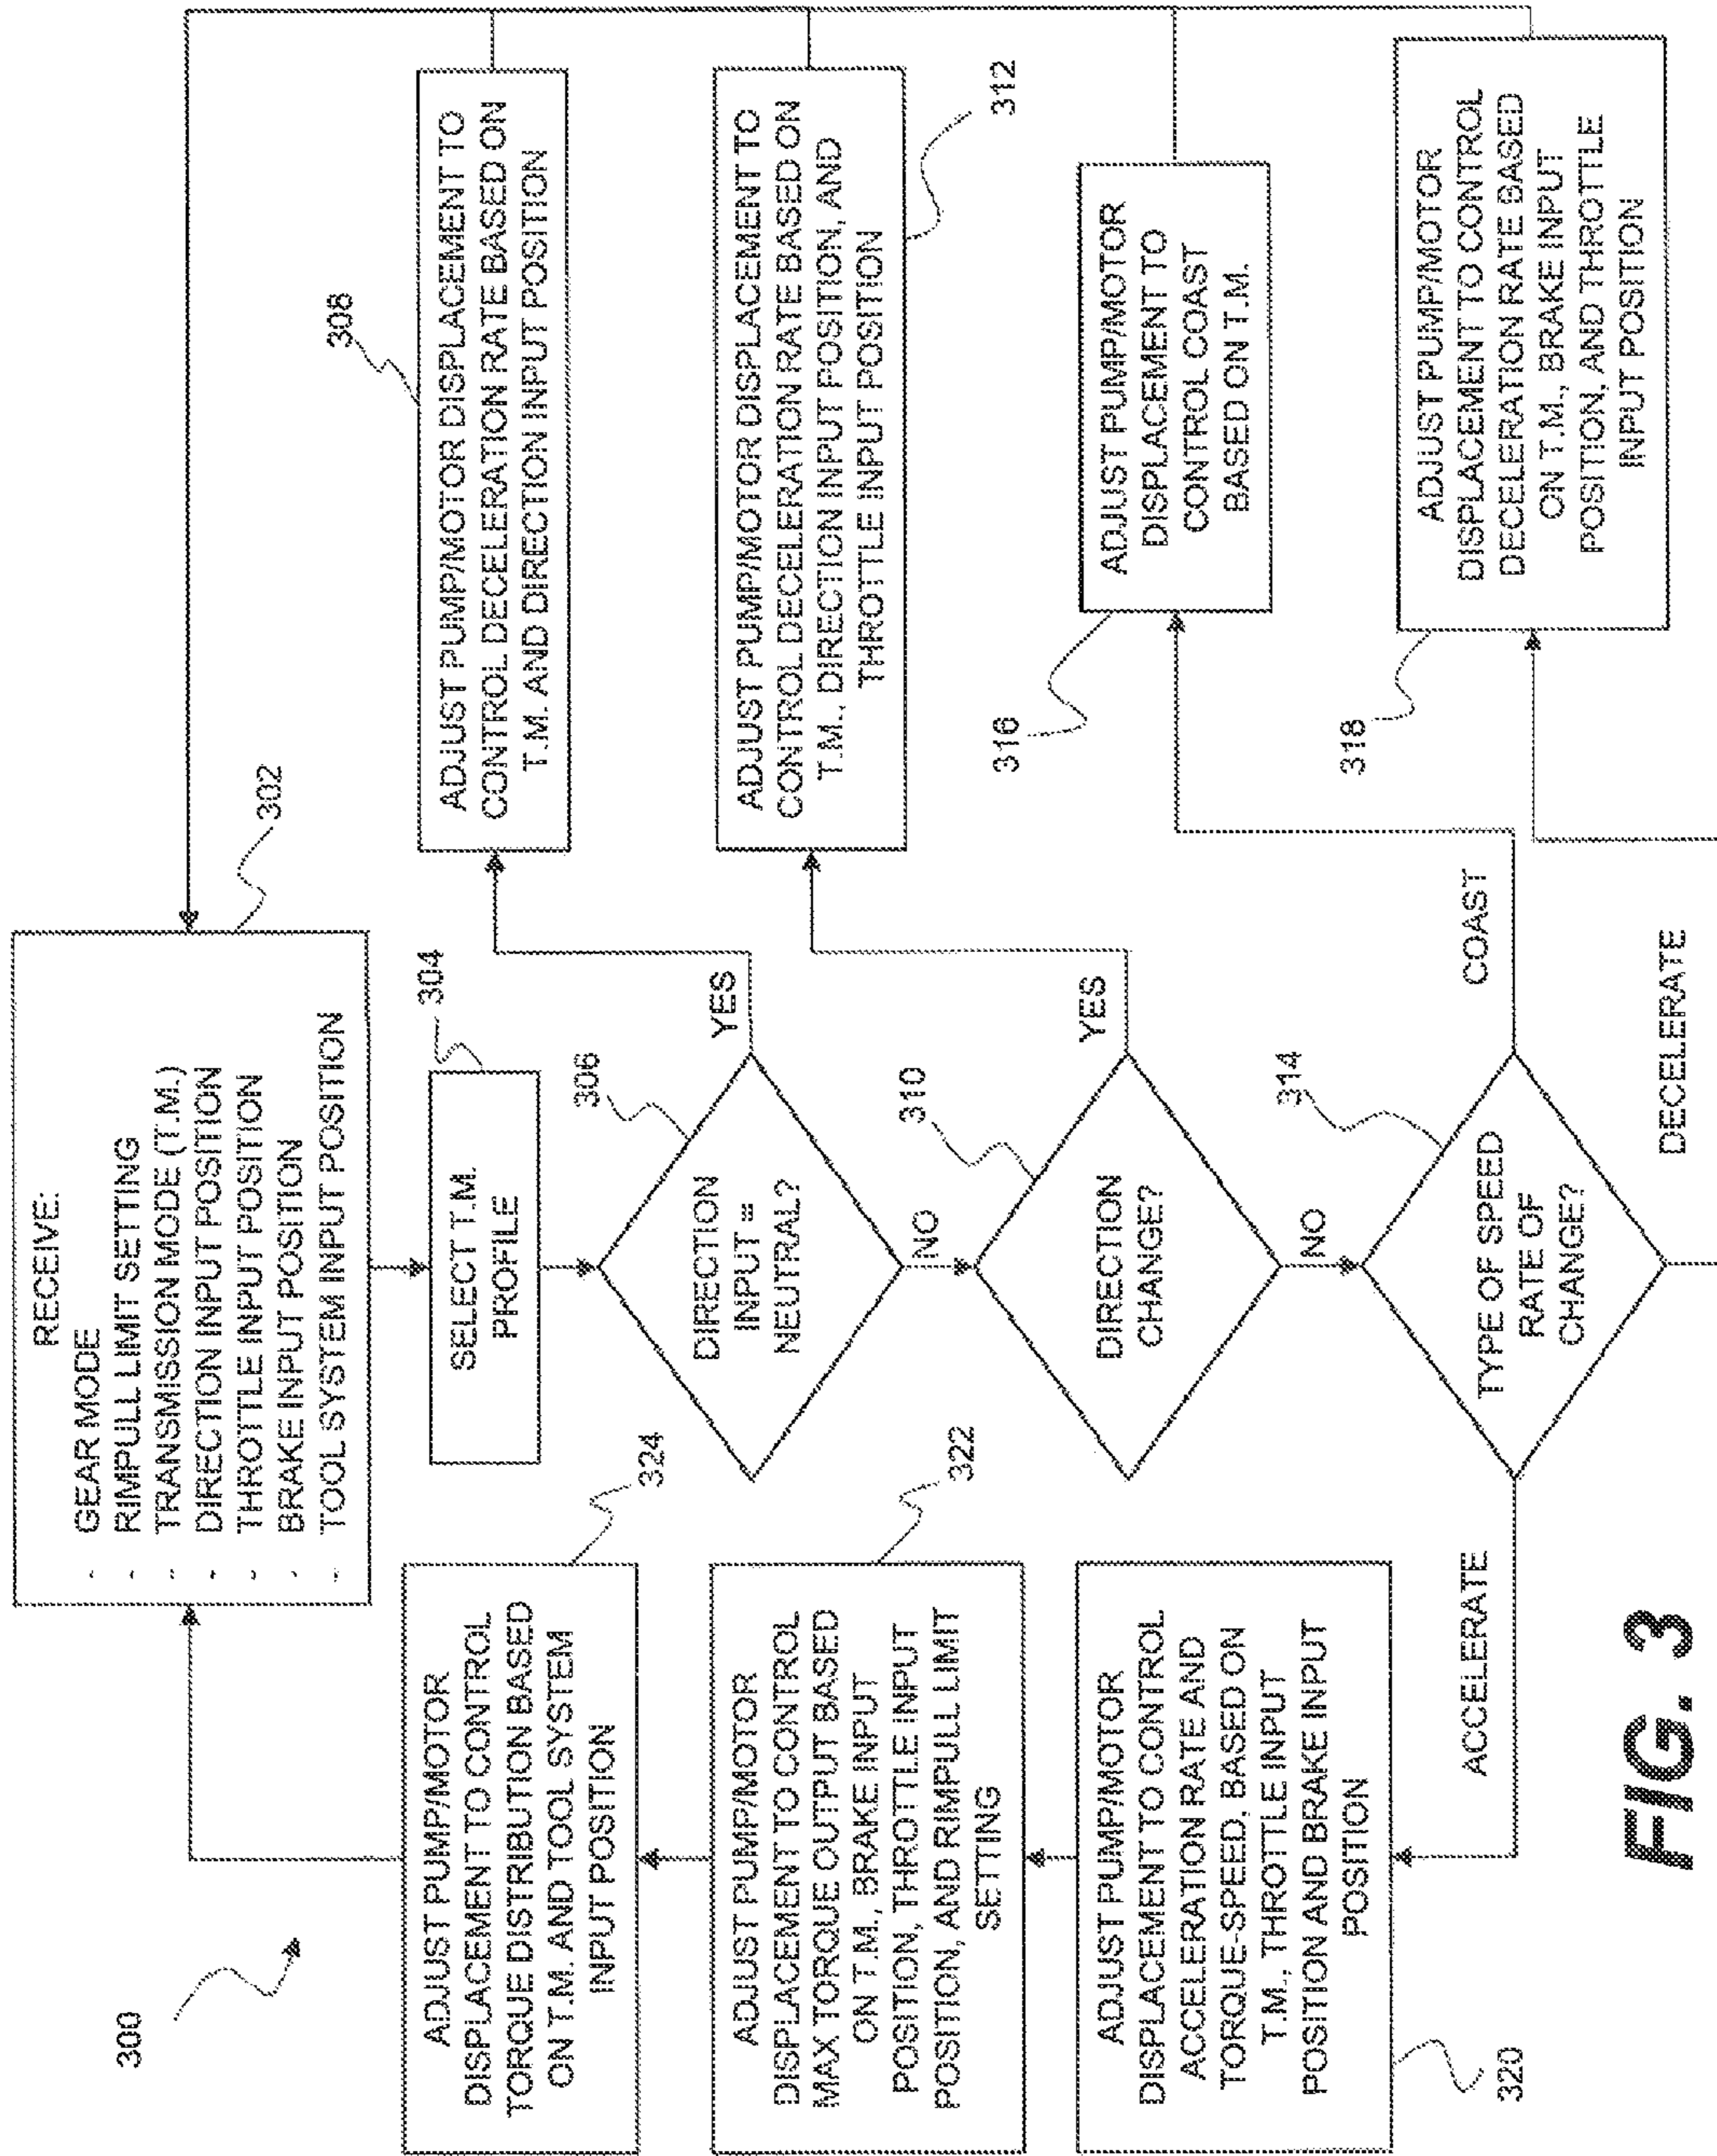 300
RECEIVE:
- GEAR MODE
- RIMPULL LIMIT SETTING
- TRANSMISSION MODE (T.M.)
- DIRECTION INPUT POSITION
- THROTTLE INPUT POSITION
- BRAKE INPUT POSITION
- TOOL SYSTEM INPUT POSITION
302
SELECT T.M.
PROFILE
304
DIRECTION
INPUT =
NEUTRAL?
306
YES
NO
ADJUST PUMP/MOTOR DISPLACEMENT TO
CONTROL DECELERATION RATE BASED ON
T.M. AND DIRECTION INPUT POSITION
308
DIRECTION
CHANGE?
310
YES
NO
ADJUST PUMP/MOTOR DISPLACEMENT TO
CONTROL DECELERATION RATE BASED ON
T.M., DIRECTION INPUT POSITION, AND
THROTTLE INPUT POSITION
312
TYPE OF SPEED
RATE OF
CHANGE?
314
COAST
DECELERATE
ACCELERATE
ADJUST PUMP/MOTOR
DISPLACEMENT TO
CONTROL COAST
BASED ON T.M.
316
ADJUST PUMP/MOTOR
DISPLACEMENT TO CONTROL
DECELERATION RATE BASED
ON T.M., BRAKE INPUT
POSITION, AND THROTTLE
INPUT POSITION
318
ADJUST PUMP/MOTOR
DISPLACEMENT TO CONTROL
ACCELERATION RATE AND
TORQUE-SPEED, BASED ON
T.M., THROTTLE INPUT
POSITION AND BRAKE INPUT
POSITION
320
ADJUST PUMP/MOTOR
DISPLACEMENT TO CONTROL
MAX TORQUE OUTPUT BASED
ON T.M., BRAKE INPUT
POSITION, THROTTLE INPUT
POSITION, AND RIMPULL LIMIT
SETTING
322
ADJUST PUMP/MOTOR
DISPLACEMENT TO CONTROL
TORQUE DISTRIBUTION BASED
ON T.M. AND TOOL SYSTEM
INPUT POSITION
324
FIG. 3